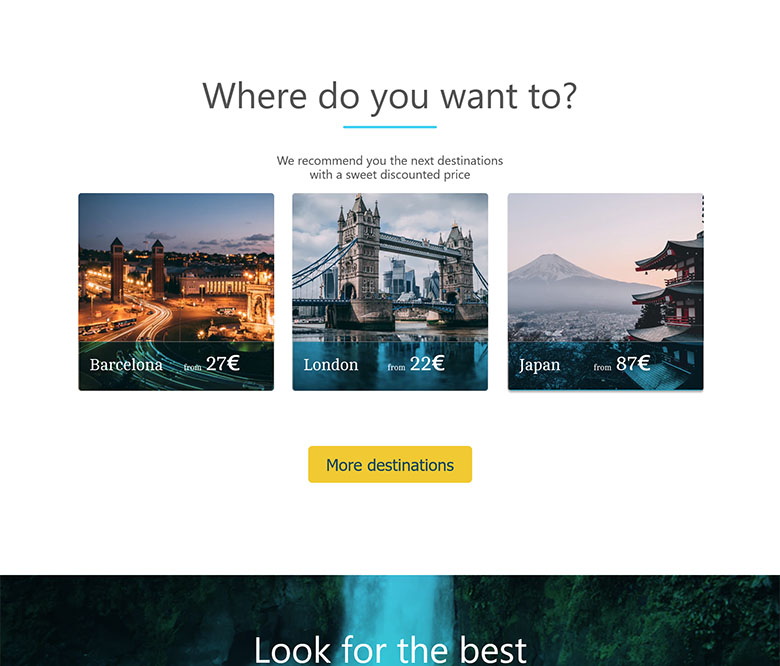 Where do you want to?
We recommend you the next destinations
with a sweet discounted price
Barcelona from 27€
London from 22€
Japan from 87€
More destinations
Look for the best